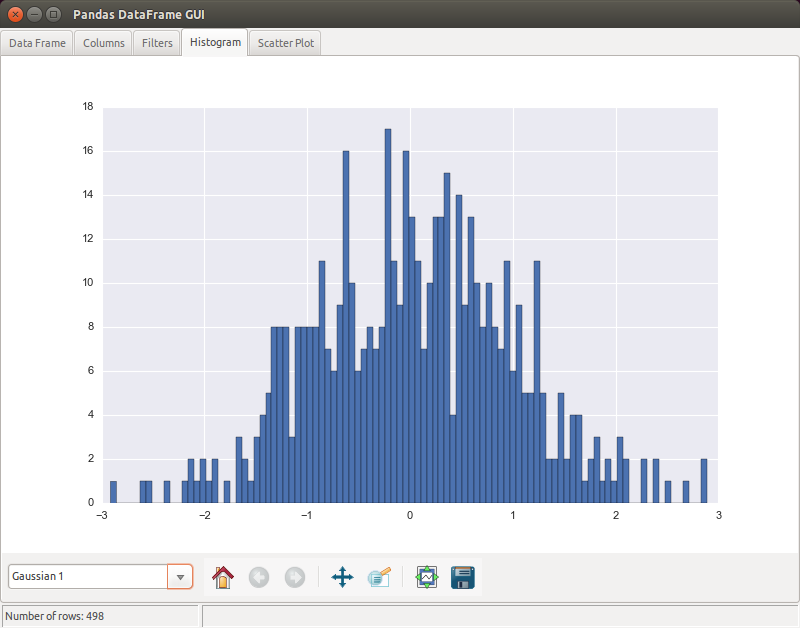 Pandas DataFrame GUI
Data Frame Columns Filters Histogram Scatter Plot
18
16
14
12
10
8
6
4
2
0
−3 −2 −1 0 1 2 3
Gaussian 1
Number of rows: 498